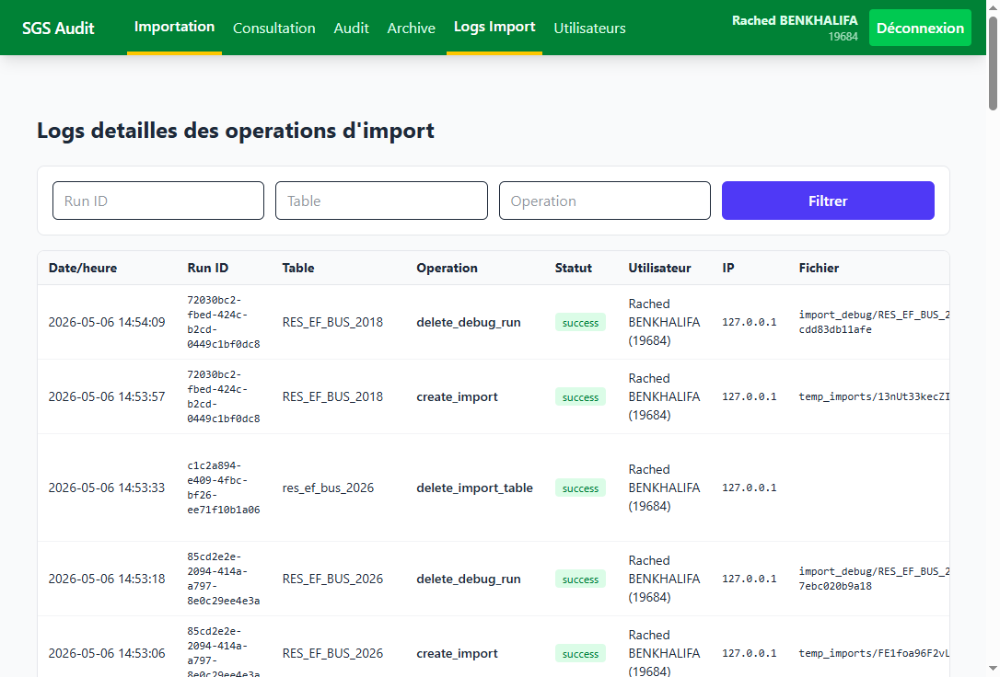 SGS Audit Importation Consultation Audit Archive Logs Import Utilisateurs Rached BENKHALIFA Déconnexion
19684
Logs detailles des operations d'import
Run ID Table Operation Filtrer
Date/heure Run ID Table Operation Statut Utilisateur IP Fichier
2026-05-06 14:54:09
72030bc2-
fbed-424c-
b2cd-
0449c1bf0dc8
RES_EF_BUS_2018 delete_debug_run success
Rached
BENKHALIFA
(19684)
127.0.0.1
import_debug/RES_EF_BUS_2
cdd83db11afe
2026-05-06 14:53:57
72030bc2-
fbed-424c-
b2cd-
0449c1bf0dc8
RES_EF_BUS_2018 create_import success
Rached
BENKHALIFA
(19684)
127.0.0.1
temp_imports/13nUt33kecZI
2026-05-06 14:53:33
c1c2a894-
e409-4fbc-
bf26-
ee71f10b1a06
res_ef_bus_2026 delete_import_table success
Rached
BENKHALIFA
(19684)
127.0.0.1
2026-05-06 14:53:18
85cd2e2e-
2094-414a-
a797-
8e0c29ee4e3a
RES_EF_BUS_2026 delete_debug_run success
Rached
BENKHALIFA
(19684)
127.0.0.1
import_debug/RES_EF_BUS_2
7ebc020b9a18
2026-05-06 14:53:06
85cd2e2e-
2094-414a-
a797-
8e0c29ee4e3a
RES_EF_BUS_2026 create_import success
Rached
BENKHALIFA
(19684)
127.0.0.1
temp_imports/FE1foa96F2vL